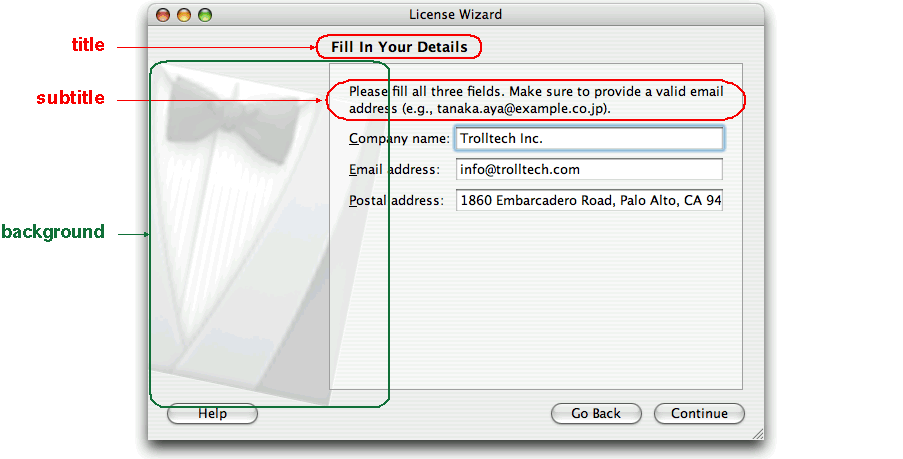 License Wizard
title
Fill In Your Details
subtitle
Please fill all three fields. Make sure to provide a valid email
address (e.g., tanaka.aya@example.co.jp).
Company name: Trolltech Inc.
Email address: info@trolltech.com
Postal address: 1860 Embarcadero Road, Palo Alto, CA 94
background
Help Go Back Continue